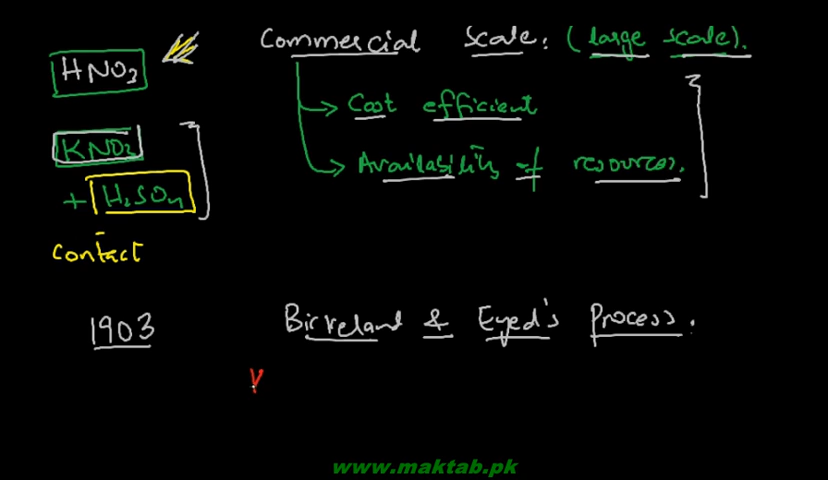 HNO3
Commercial Scale: (large scale).
→ Cost efficient
→ Availability of resources.
KNO3
+ H2SO4
Contact
1903
Birkeland & Eyed's Process.
www.maktab.pk